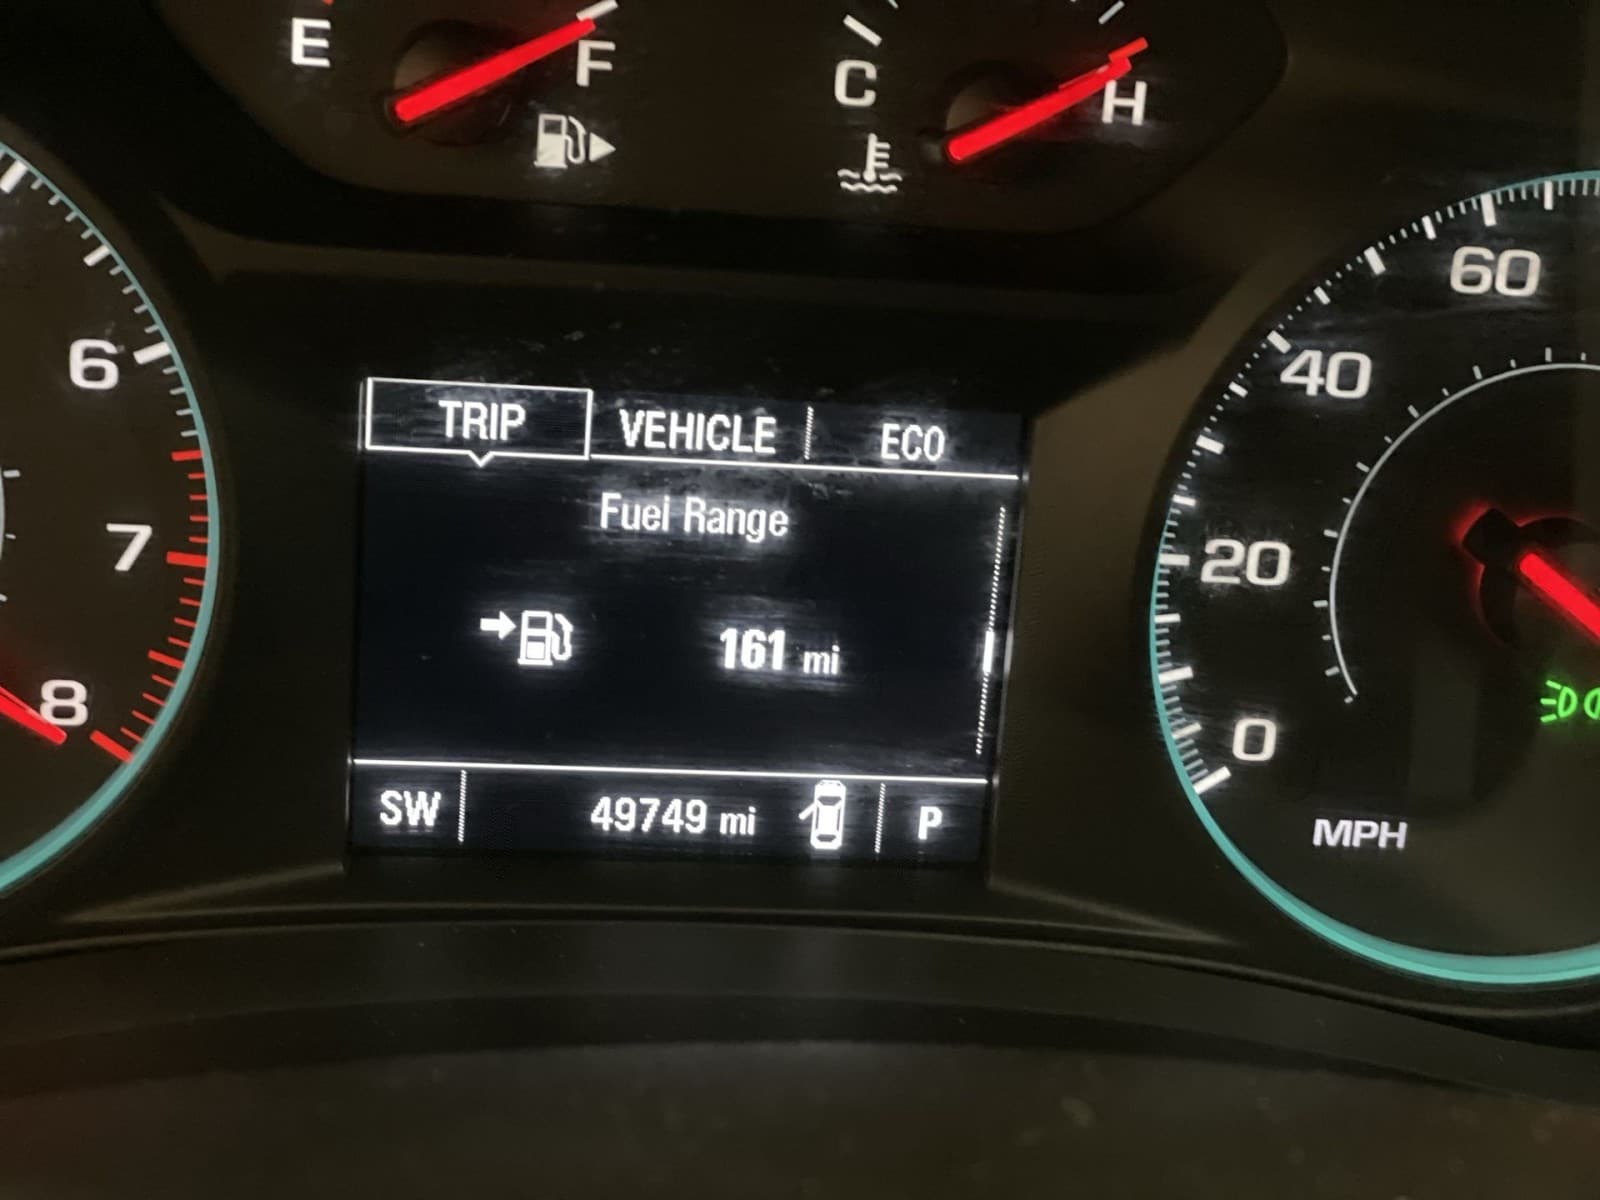 E F C H
6
7
8
TRIP VEHICLE ECO
Fuel Range
161 mi
SW 49749 mi P
60
40
20
0
MPH